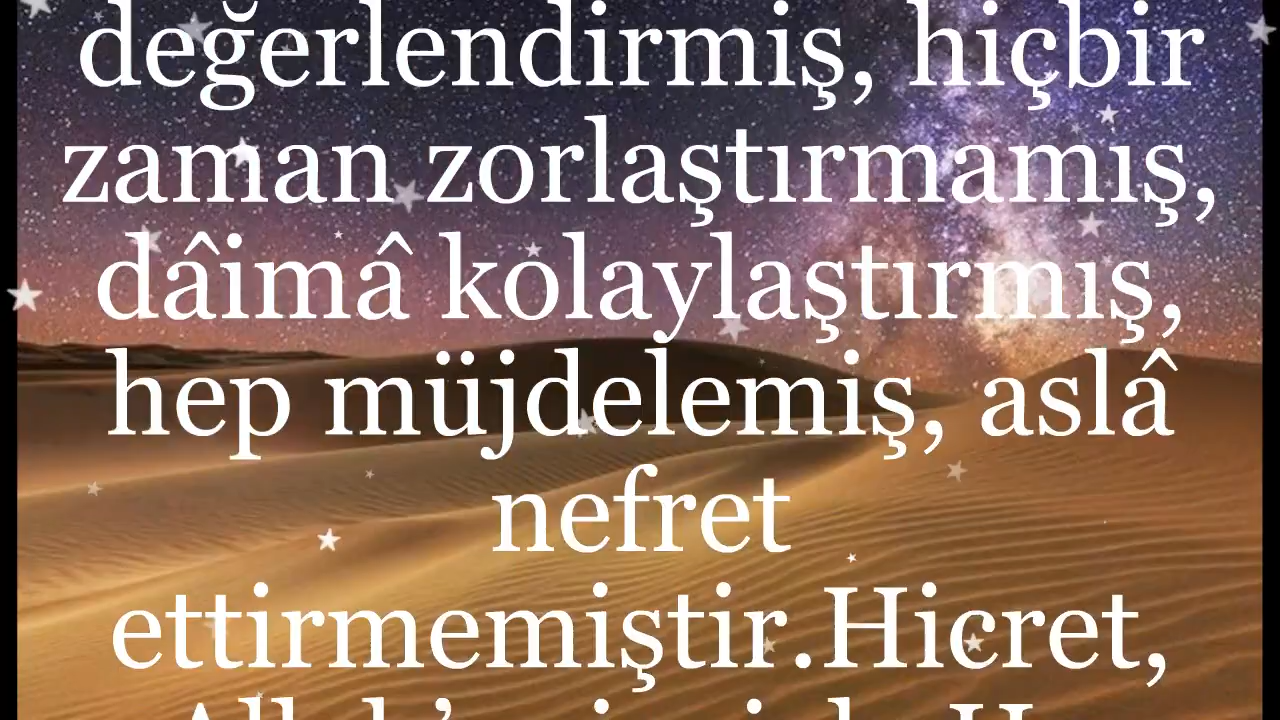 değerlendirmiş, hiçbir
zaman zorlaştırmamış,
dâimâ kolaylaştırmış,
hep müjdelemiş, aslâ
nefret
ettirmemiştir.Hicret,